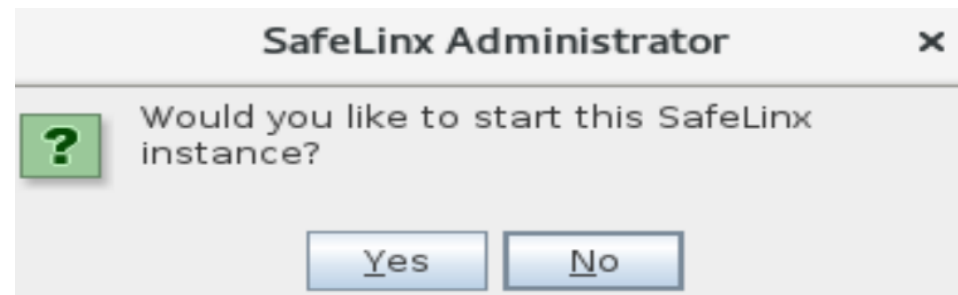 SafeLinx Administrator ×
Would you like to start this SafeLinx
instance?
Yes No